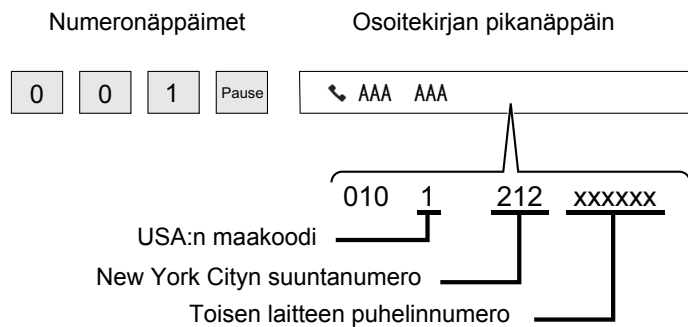 Numeronäppäimet Osoitekirjan pikanäppäin
0 0 1 Pause AAA AAA
010 1 212 xxxxxx
USA:n maakoodi
New York Cityn suuntanumero
Toisen laitteen puhelinnumero